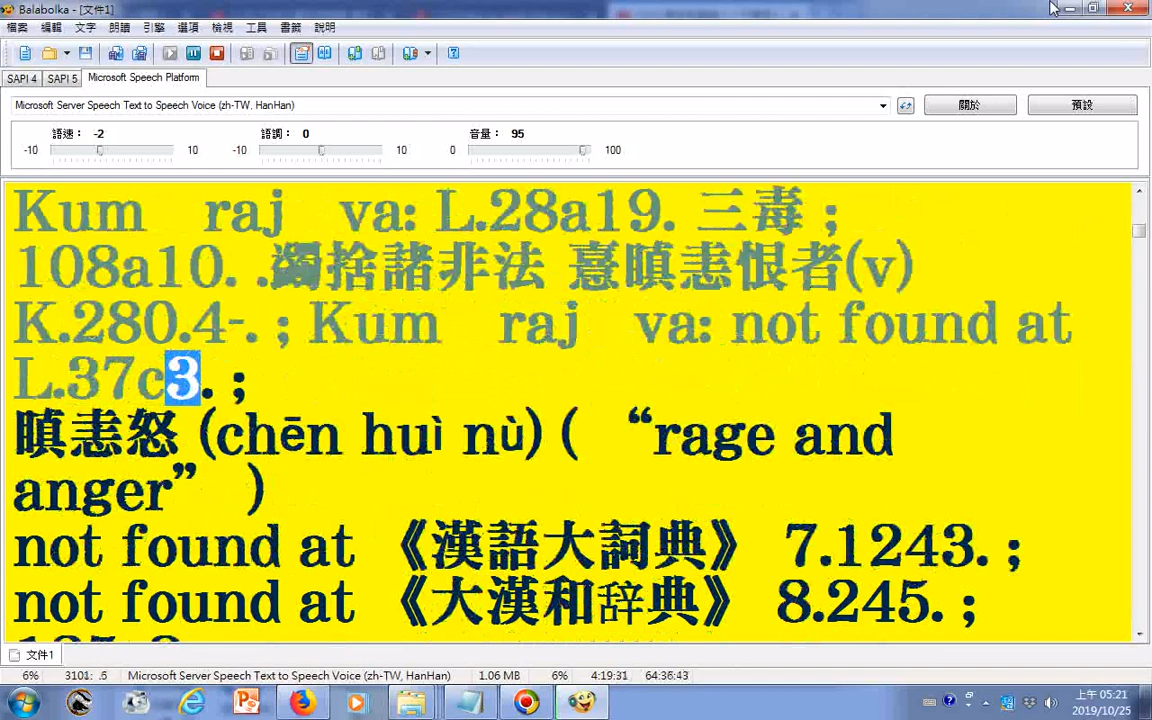 Balabolka - [文件1]
檔案 編輯 文字 朗讀 引擎 選項 檢視 工具 書籤 說明
SAPI 4 SAPI 5 Microsoft Speech Platform
Microsoft Server Speech Text to Speech Voice (zh-TW, HanHan) 關於 預設
語速： -2 語調： 0 音量： 95
-10 10 -10 10 0 100
Kum raj va: L.28a19. 三毒 ;
108a10. . 捨諸非法 憙瞋恚恨者(v)
K.280.4-. ; Kum raj va: not found at
L.37c3. ;
瞋恚怒 (chēn huì nù) ( “rage and
anger” )
not found at 《漢語大詞典》 7.1243. ;
not found at 《大漢和辞典》 8.245. ;
文件1
6% 3101: .6 Microsoft Server Speech Text to Speech Voice (zh-TW, HanHan) 1.06 MB 6% 4:19:31 64:36:43
上午 05:21
2019/10/25